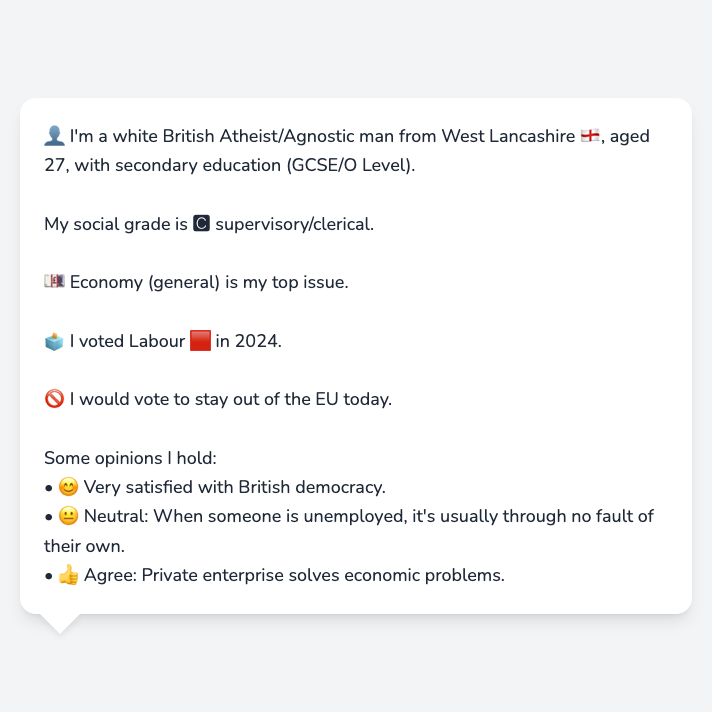 👤 I'm a white British Atheist/Agnostic man from West Lancashire 🏴󠁧󠁢󠁥󠁮󠁧󠁿, aged
27, with secondary education (GCSE/O Level).
My social grade is 🅲 supervisory/clerical.
💷 Economy (general) is my top issue.
🗳️ I voted Labour 🟥 in 2024.
🚫 I would vote to stay out of the EU today.
Some opinions I hold:
• 😊 Very satisfied with British democracy.
• 😐 Neutral: When someone is unemployed, it's usually through no fault of
their own.
• 👍 Agree: Private enterprise solves economic problems.